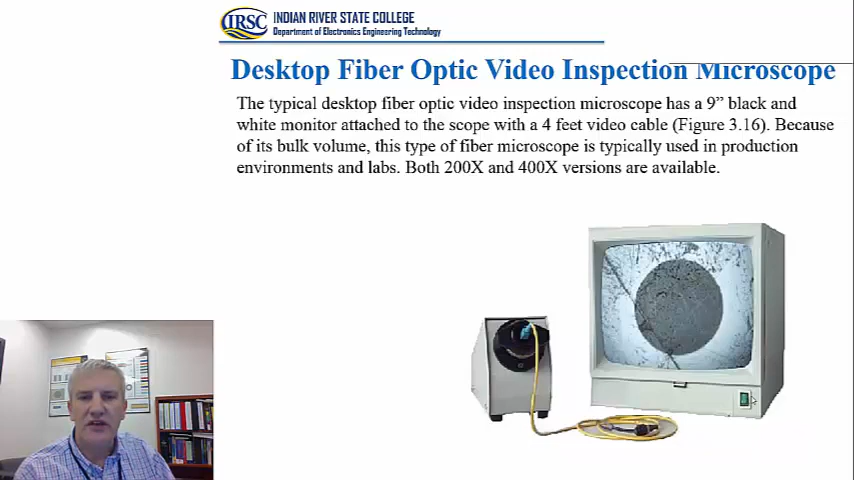 IRSC
INDIAN RIVER STATE COLLEGE
Department of Electronics Engineering Technology
Desktop Fiber Optic Video Inspection Microscope
The typical desktop fiber optic video inspection microscope has a 9” black and
white monitor attached to the scope with a 4 feet video cable (Figure 3.16). Because
of its bulk volume, this type of fiber microscope is typically used in production
environments and labs. Both 200X and 400X versions are available.